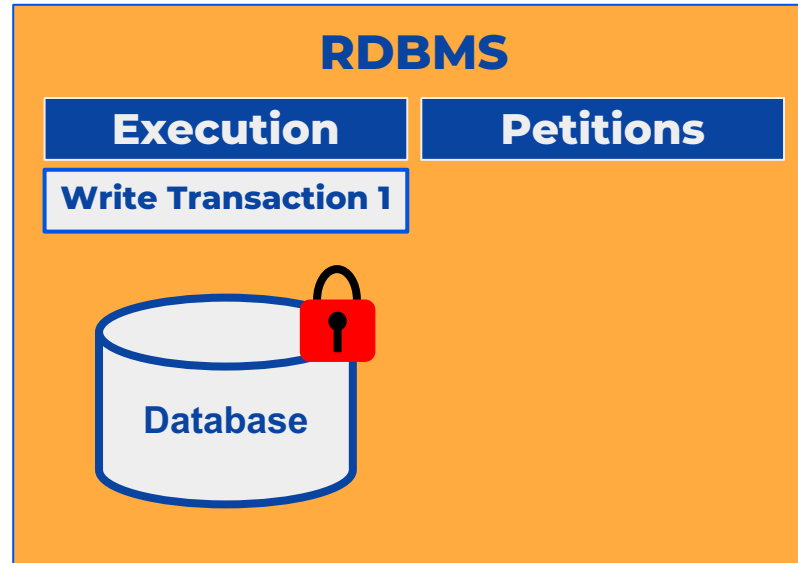 RDBMS
Execution
Petitions
Write Transaction 1
Database